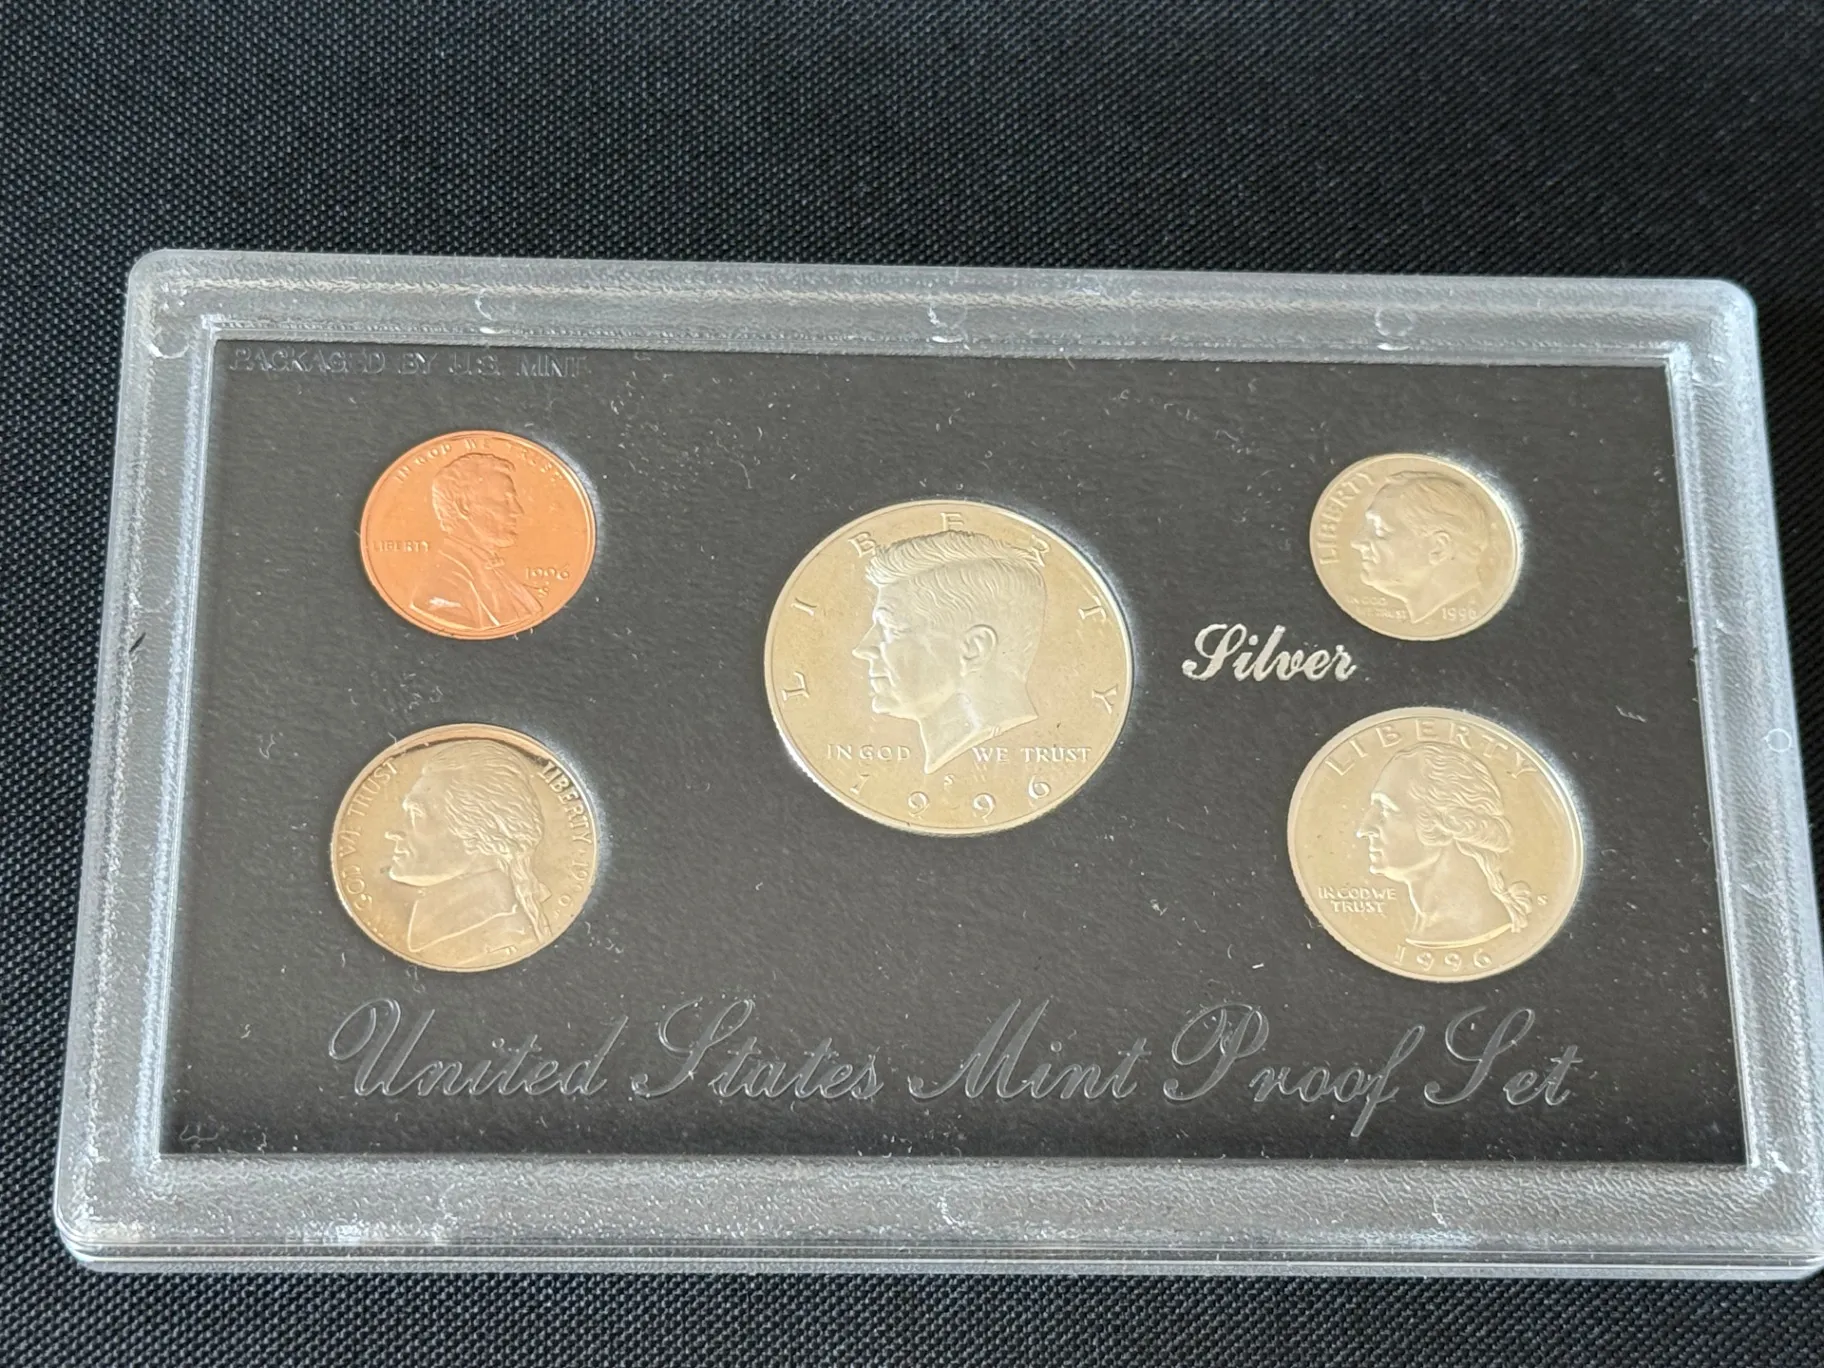 PACKAGED BY U.S. MINT
IN GOD WE TRUST
LIBERTY
1996
S
LIBERTY
IN GOD WE TRUST
S
1996
LIBERTY
IN GOD
WE TRUST
1996
Silver
IN GOD WE TRUST
LIBERTY
LIBERTY
IN GOD WE
TRUST
S
1996
United States Mint Proof Set